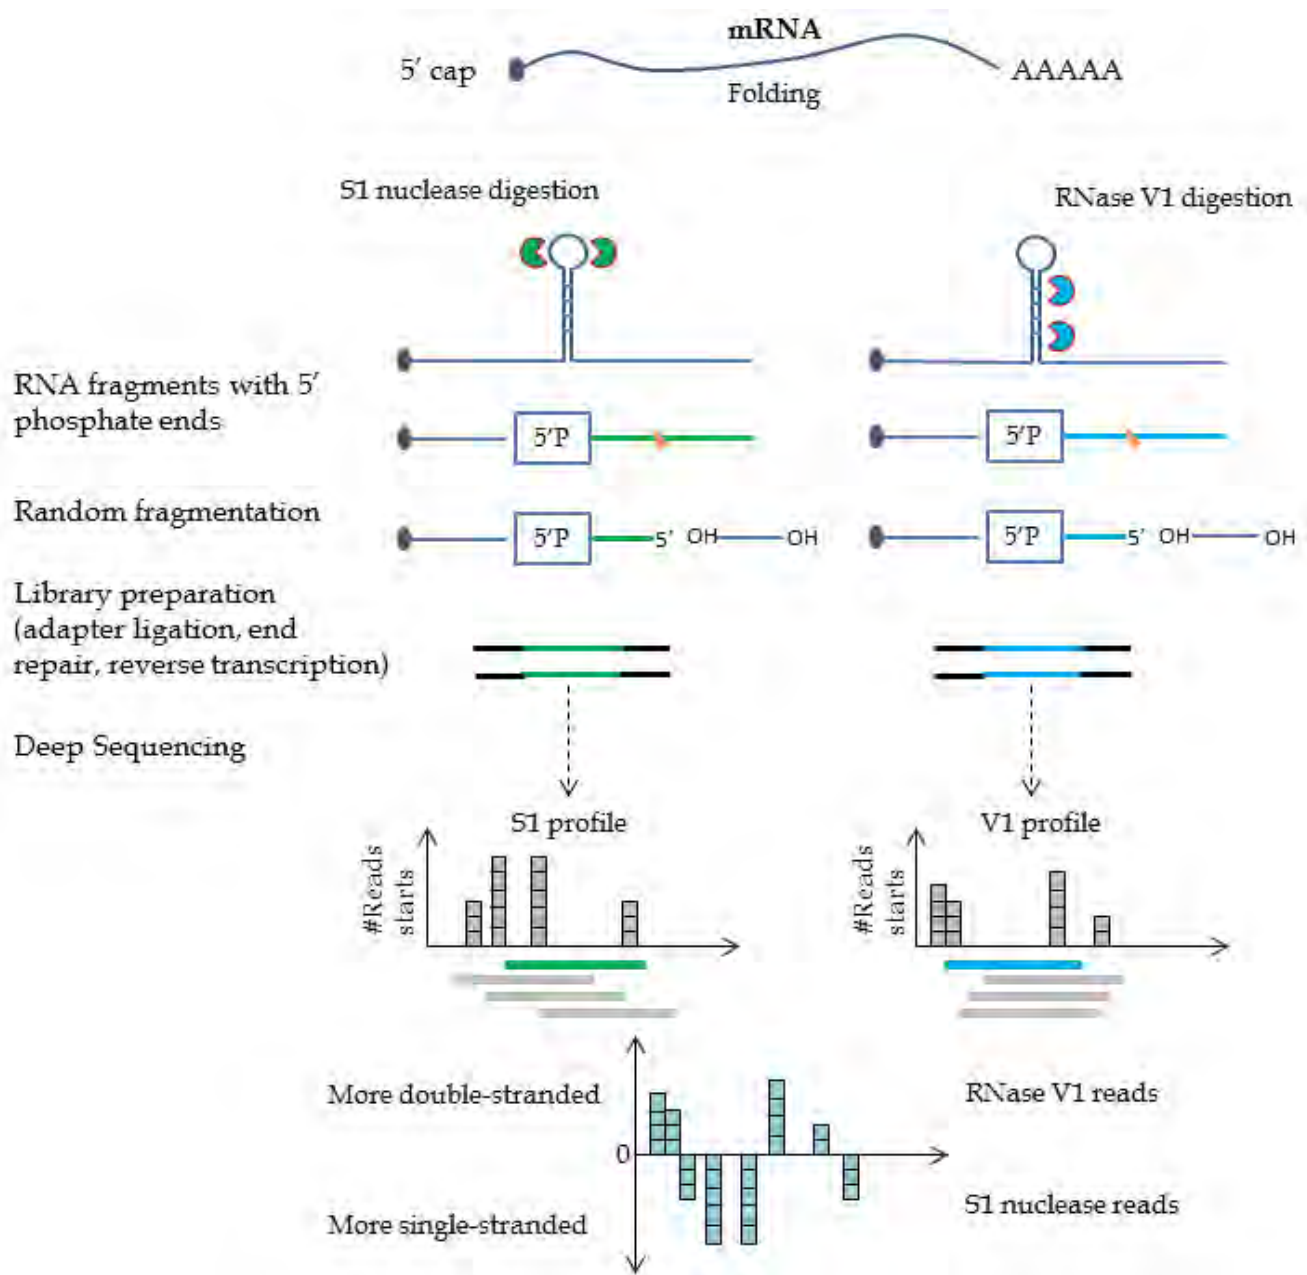 mRNA
5′ cap
AAAAA
Folding
S1 nuclease digestion
RNase V1 digestion
RNA fragments with 5′
phosphate ends
5′P
5′P
Random fragmentation
5′P
5′
OH
OH
5′P
5′
OH
OH
Library preparation
(adapter ligation, end
repair, reverse transcription)
Deep Sequencing
S1 profile
V1 profile
#Reads
starts
#Reads
starts
More double-stranded
RNase V1 reads
0
More single-stranded
S1 nuclease reads